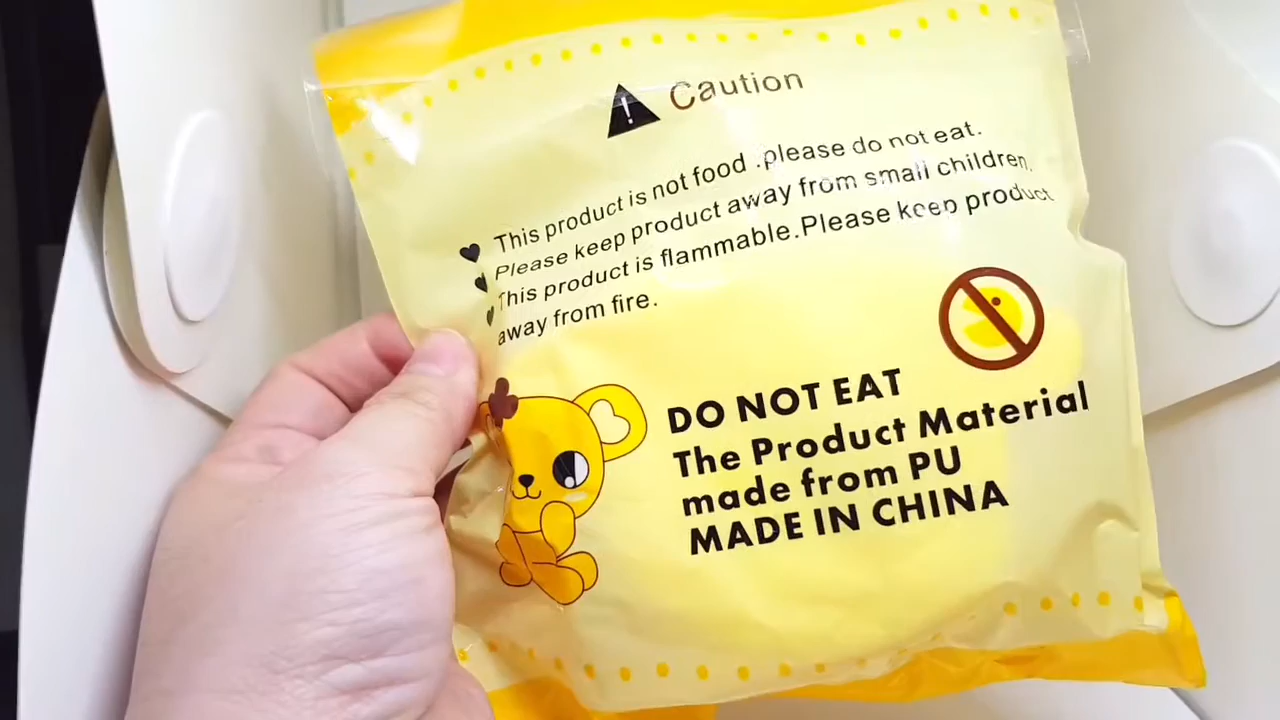 Caution
This product is not food .please do not eat.
Please keep product away from small children.
This product is flammable.Please keep product
away from fire.
DO NOT EAT
The Product Material
made from PU
MADE IN CHINA